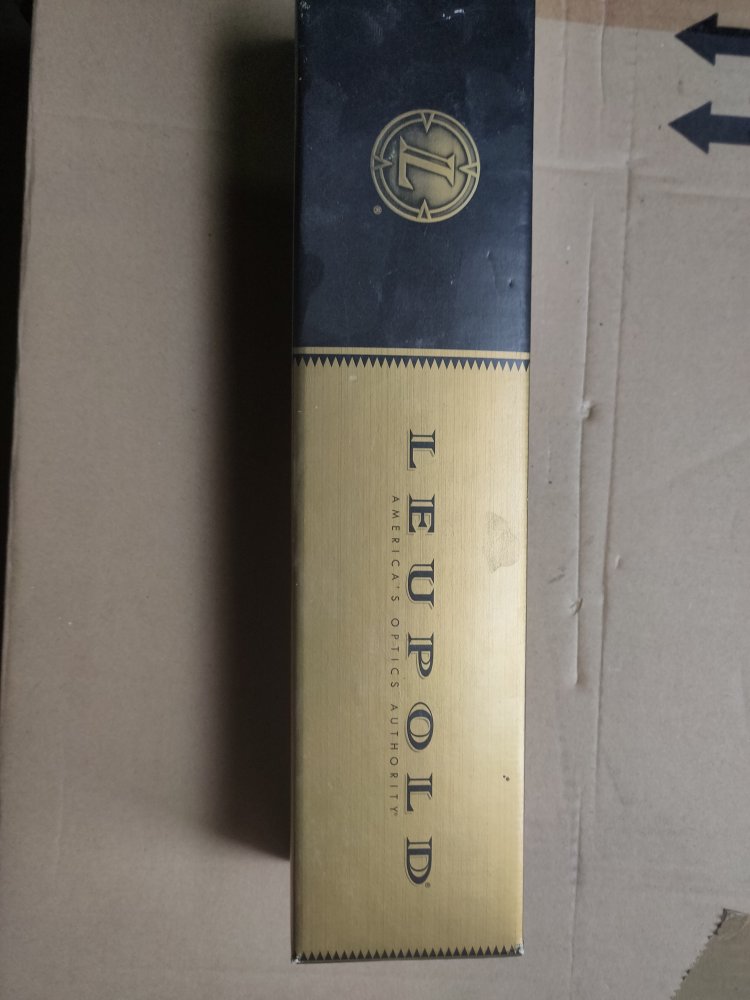 L
®
LEUPOLD®
AMERICA'S OPTICS AUTHORITY®